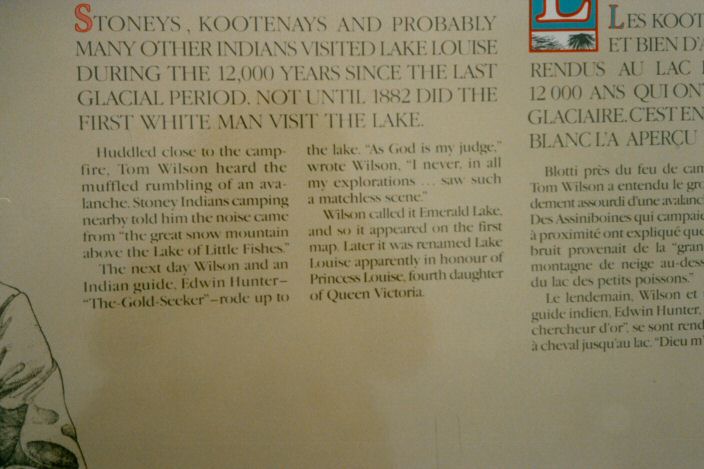 STONEYS, KOOTENAYS AND PROBABLY
MANY OTHER INDIANS VISITED LAKE LOUISE
DURING THE 12,000 YEARS SINCE THE LAST
GLACIAL PERIOD. NOT UNTIL 1882 DID THE
FIRST WHITE MAN VISIT THE LAKE.
Huddled close to the camp-
fire, Tom Wilson heard the
muffled rumbling of an ava-
lanche. Stoney Indians camping
nearby told him the noise came
from "the great snow mountain
above the Lake of Little Fishes."
The next day Wilson and an
Indian guide, Edwin Hunter–
"The-Gold-Seeker"–rode up to
the lake. "As God is my judge,"
wrote Wilson, "I never, in all
my explorations ... saw such
a matchless scene."
Wilson called it Emerald Lake,
and so it appeared on the first
map. Later it was renamed Lake
Louise apparently in honour of
Princess Louise, fourth daughter
of Queen Victoria.
L
LES KOOT
ET BIEN D'A
RENDUS AU LAC
12 000 ANS QUI ONT
GLACIAIRE. C'EST EN
BLANC L'A APERÇU
Blotti près du feu de cam
Tom Wilson a entendu le gro
dement assourdi d'une avalanc
Des Assiniboines qui campaie
à proximité ont expliqué que
bruit provenait de la "gran
montagne de neige au-dess
du lac des petits poissons."
Le lendemain, Wilson et
guide indien, Edwin Hunter,
chercheur d'or", se sont rend
à cheval jusqu'au lac. "Dieu m'